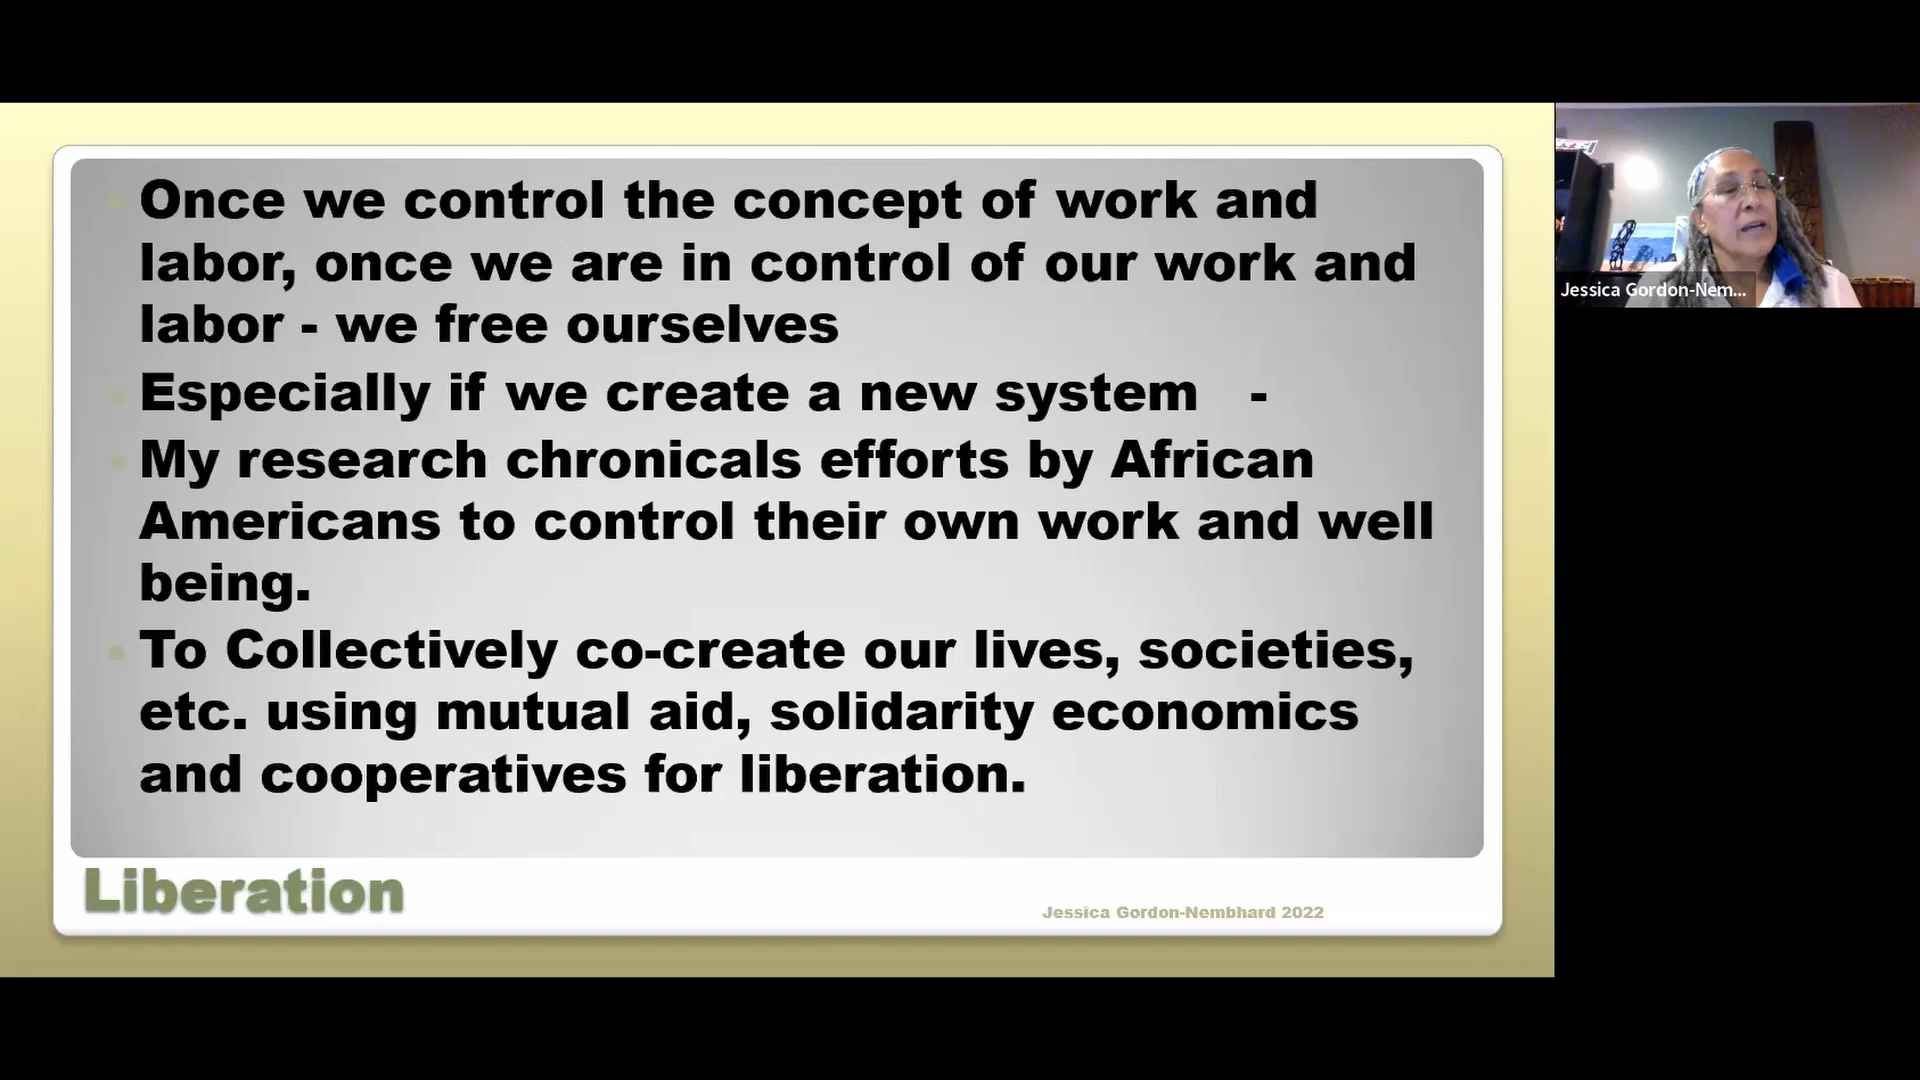 Once we control the concept of work and
labor, once we are in control of our work and
labor - we free ourselves
Especially if we create a new system -
My research chronicals efforts by African
Americans to control their own work and well
being.
To Collectively co-create our lives, societies,
etc. using mutual aid, solidarity economics
and cooperatives for liberation.
Liberation
Jessica Gordon-Nembhard 2022
Jessica Gordon-Nem...